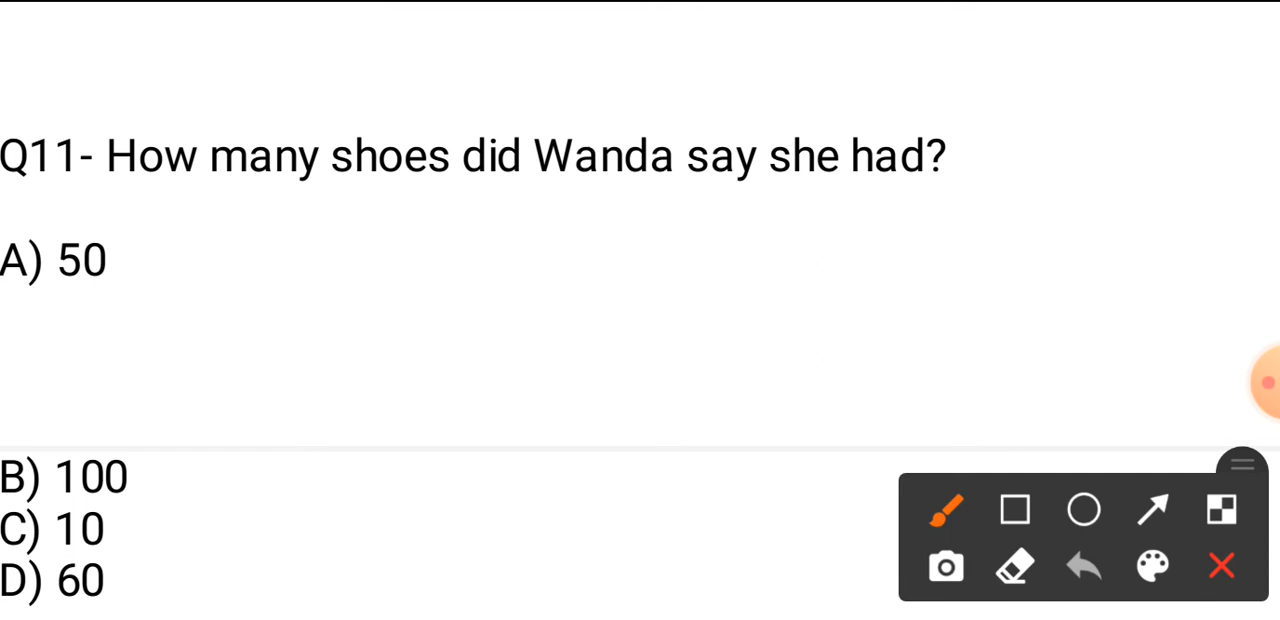 Q11- How many shoes did Wanda say she had?
A) 50
B) 100
C) 10
D) 60